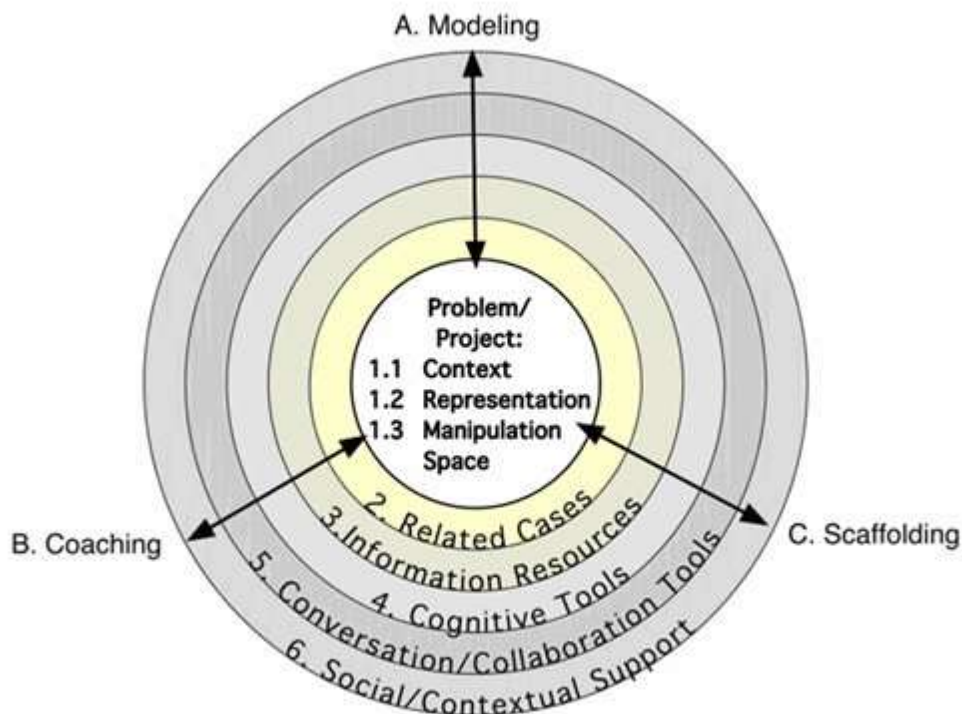 A. Modeling
Problem/
Project:
1.1 Context
1.2 Representation
1.3 Manipulation
Space
2. Related Cases
3.Information Resources
4. Cognitive Tools
5. Conversation/Collaboration Tools
6. Social/Contextual Support
B. Coaching
C. Scaffolding